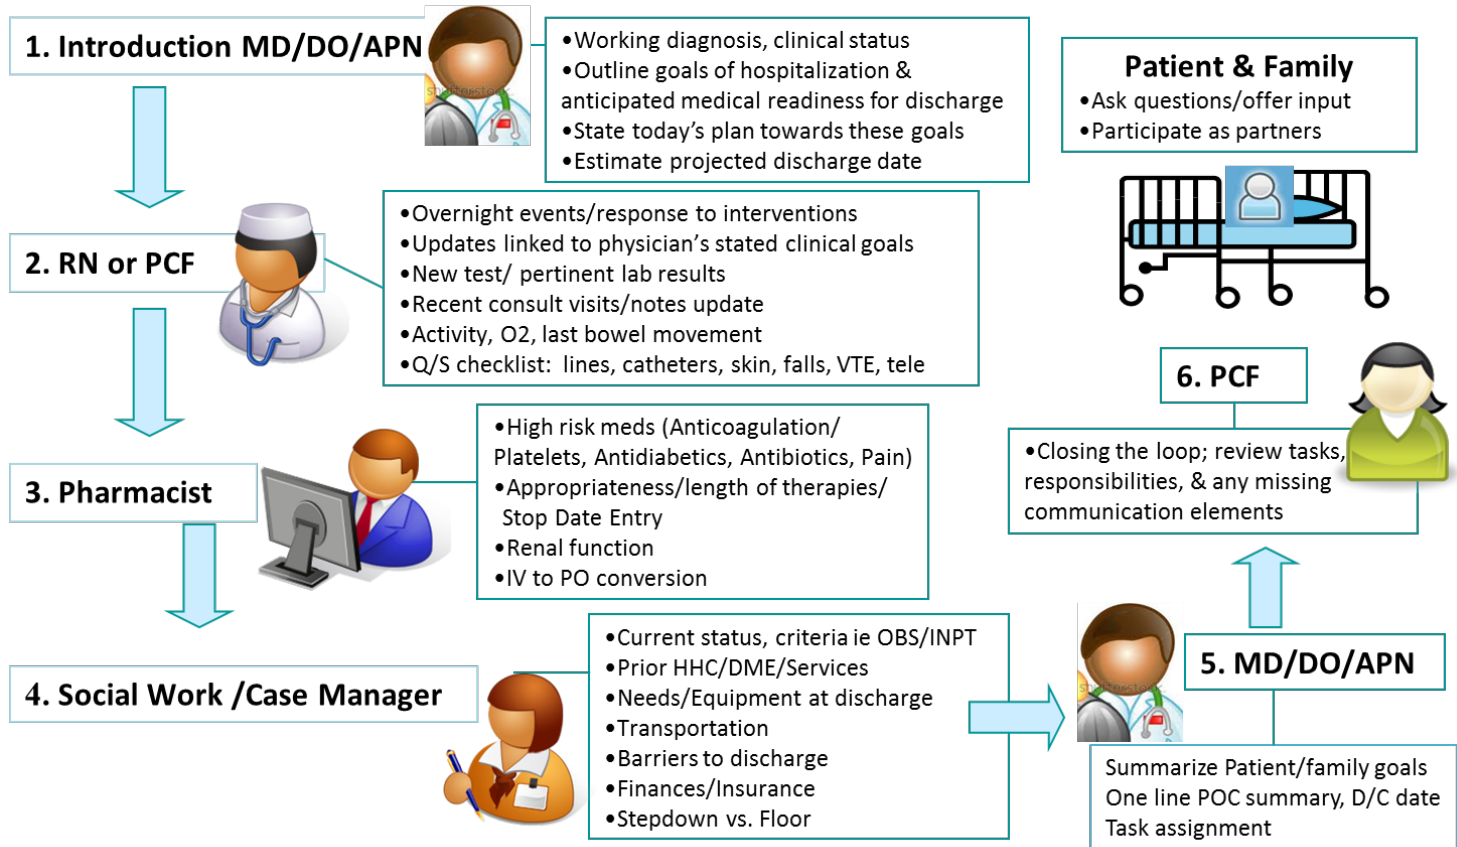 1. Introduction MD/DO/APN
•Working diagnosis, clinical status
•Outline goals of hospitalization &
anticipated medical readiness for discharge
•State today's plan towards these goals
•Estimate projected discharge date
2. RN or PCF
•Overnight events/response to interventions
•Updates linked to physician's stated clinical goals
•New test/ pertinent lab results
•Recent consult visits/notes update
•Activity, O2, last bowel movement
•Q/S checklist: lines, catheters, skin, falls, VTE, tele
3. Pharmacist
•High risk meds (Anticoagulation/
Platelets, Antidiabetics, Antibiotics, Pain)
•Appropriateness/length of therapies/
Stop Date Entry
•Renal function
•IV to PO conversion
4. Social Work /Case Manager
•Current status, criteria ie OBS/INPT
•Prior HHC/DME/Services
•Needs/Equipment at discharge
•Transportation
•Barriers to discharge
•Finances/Insurance
•Stepdown vs. Floor
5. MD/DO/APN
Summarize Patient/family goals
One line POC summary, D/C date
Task assignment
6. PCF
•Closing the loop; review tasks,
responsibilities, & any missing
communication elements
Patient & Family
•Ask questions/offer input
•Participate as partners